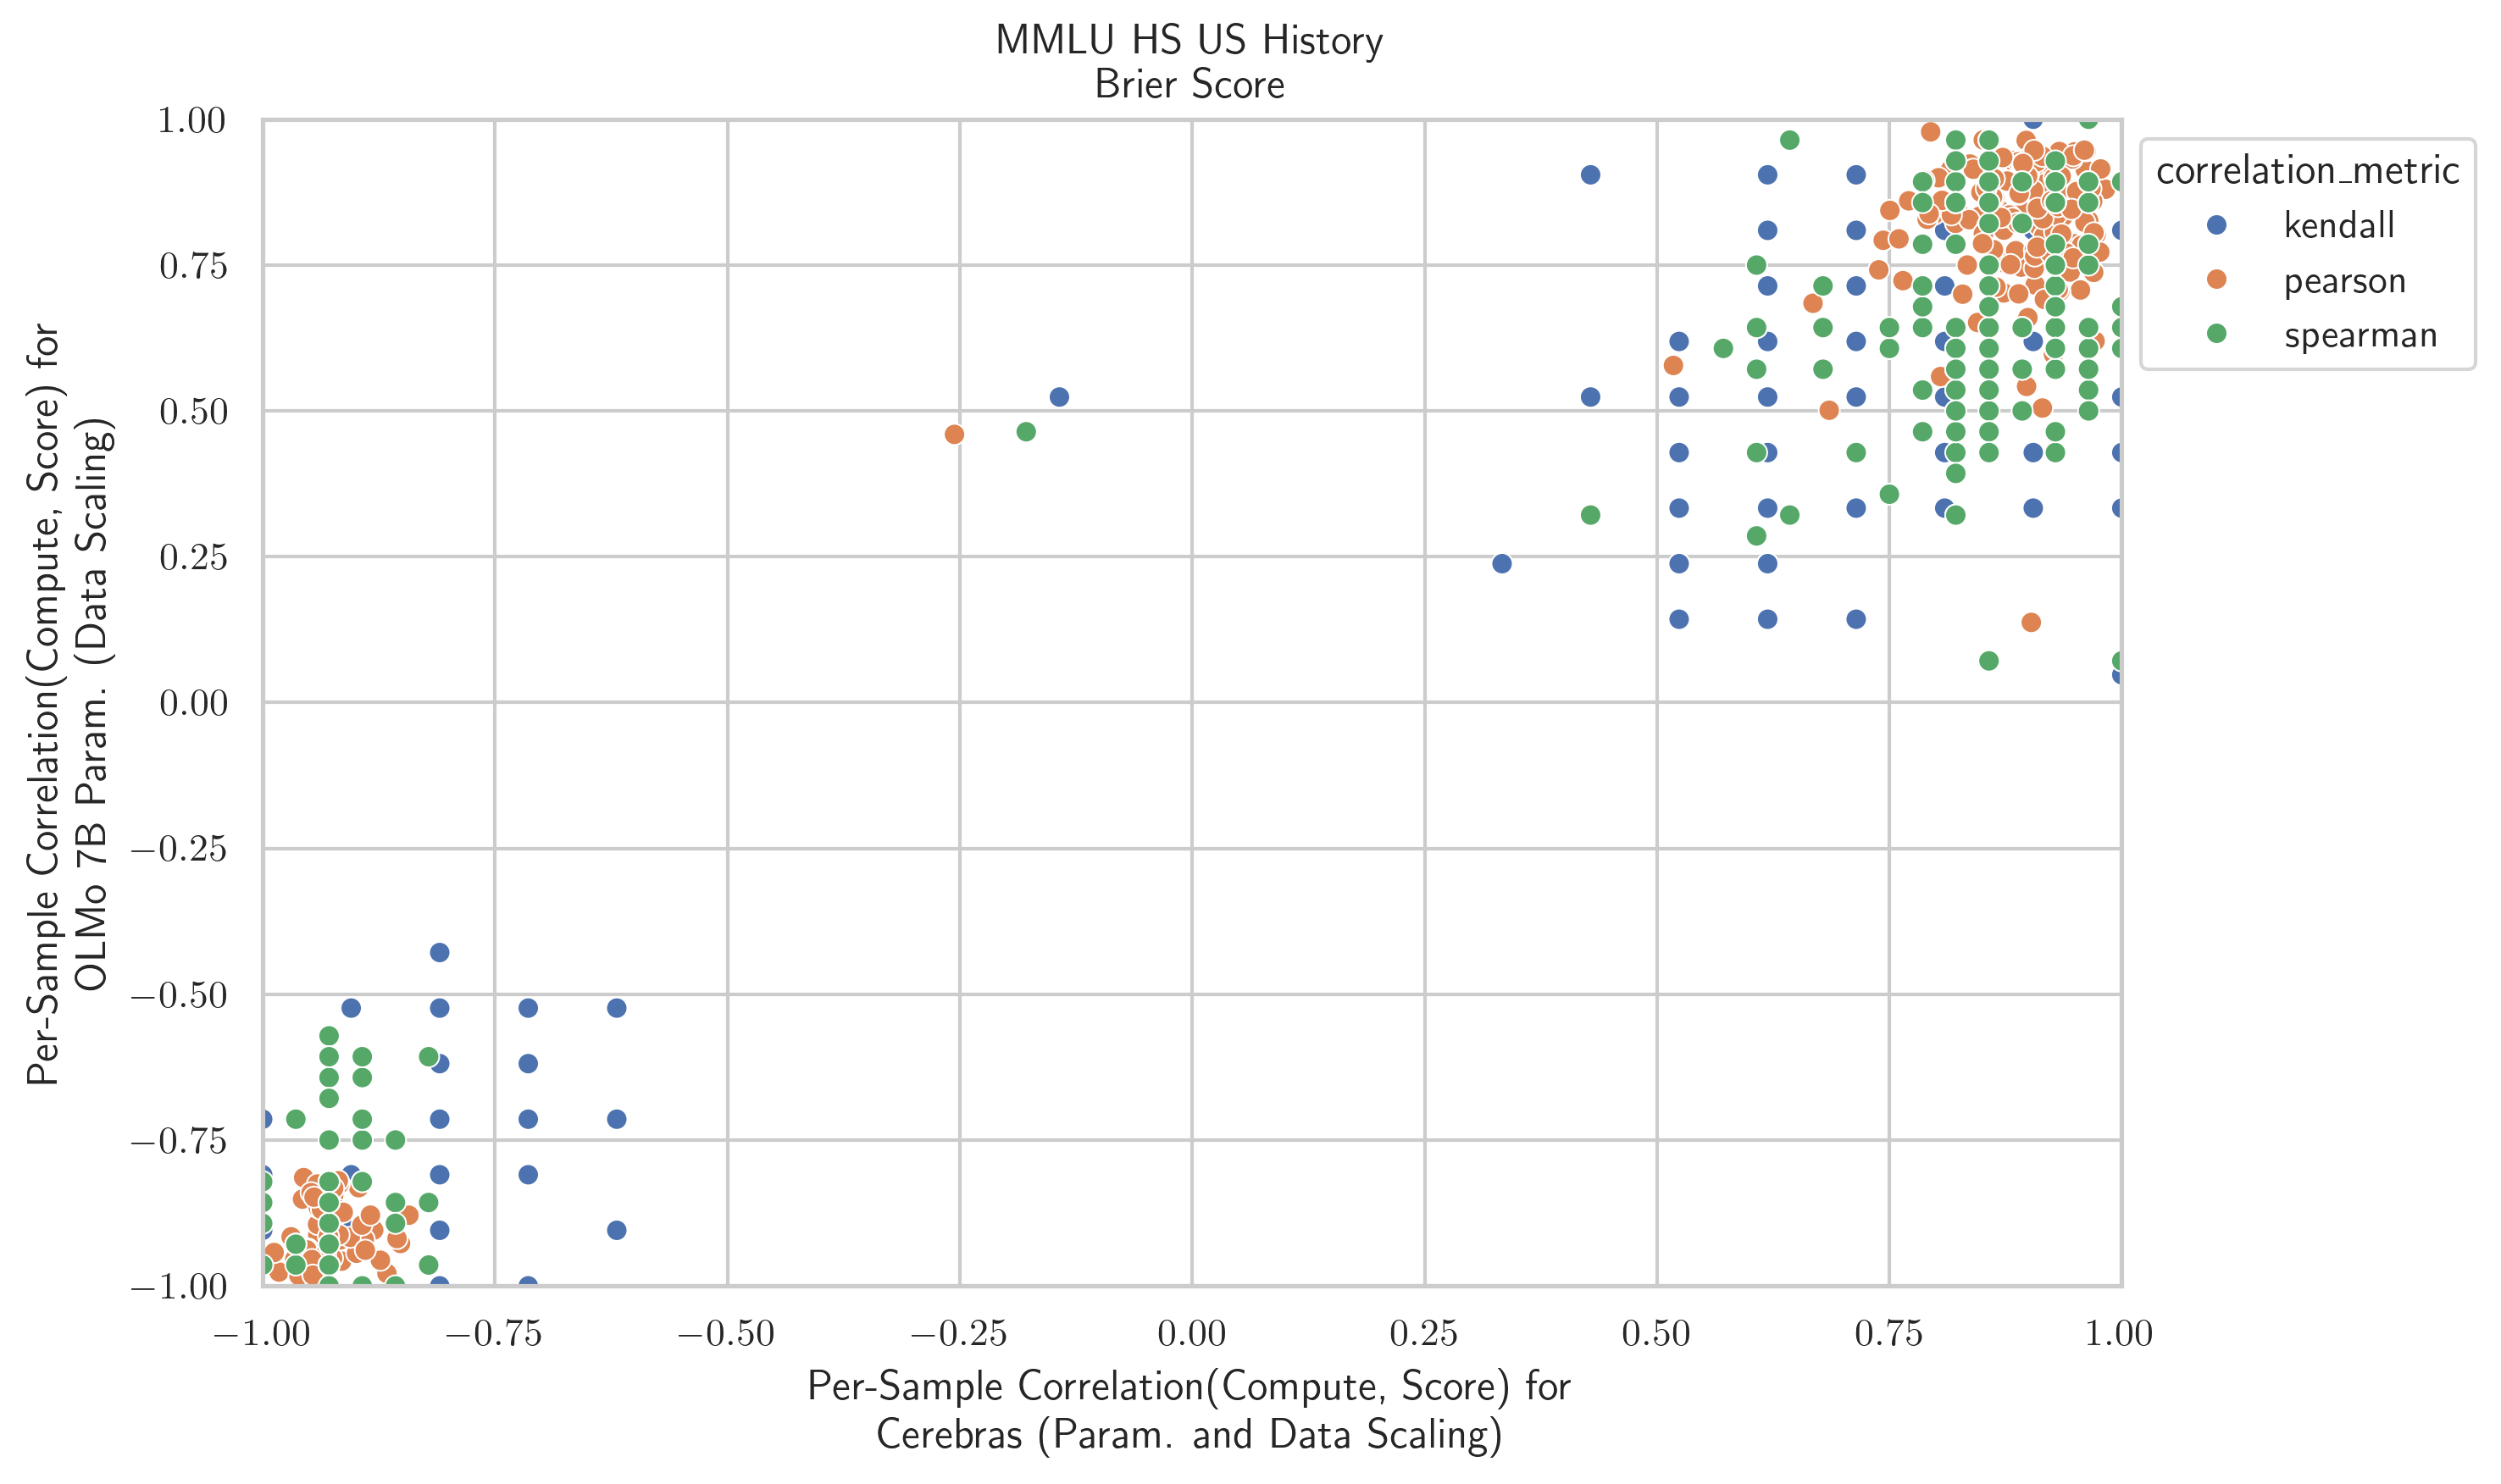 MMLU HS US History
Brier Score
Per-Sample Correlation(Compute, Score) for
OLMo 7B Param. (Data Scaling)
1.00
0.75
0.50
0.25
0.00
−0.25
−0.50
−0.75
−1.00
−1.00 −0.75 −0.50 −0.25 0.00 0.25 0.50 0.75 1.00
Per-Sample Correlation(Compute, Score) for
Cerebras (Param. and Data Scaling)
correlation_metric
kendall
pearson
spearman